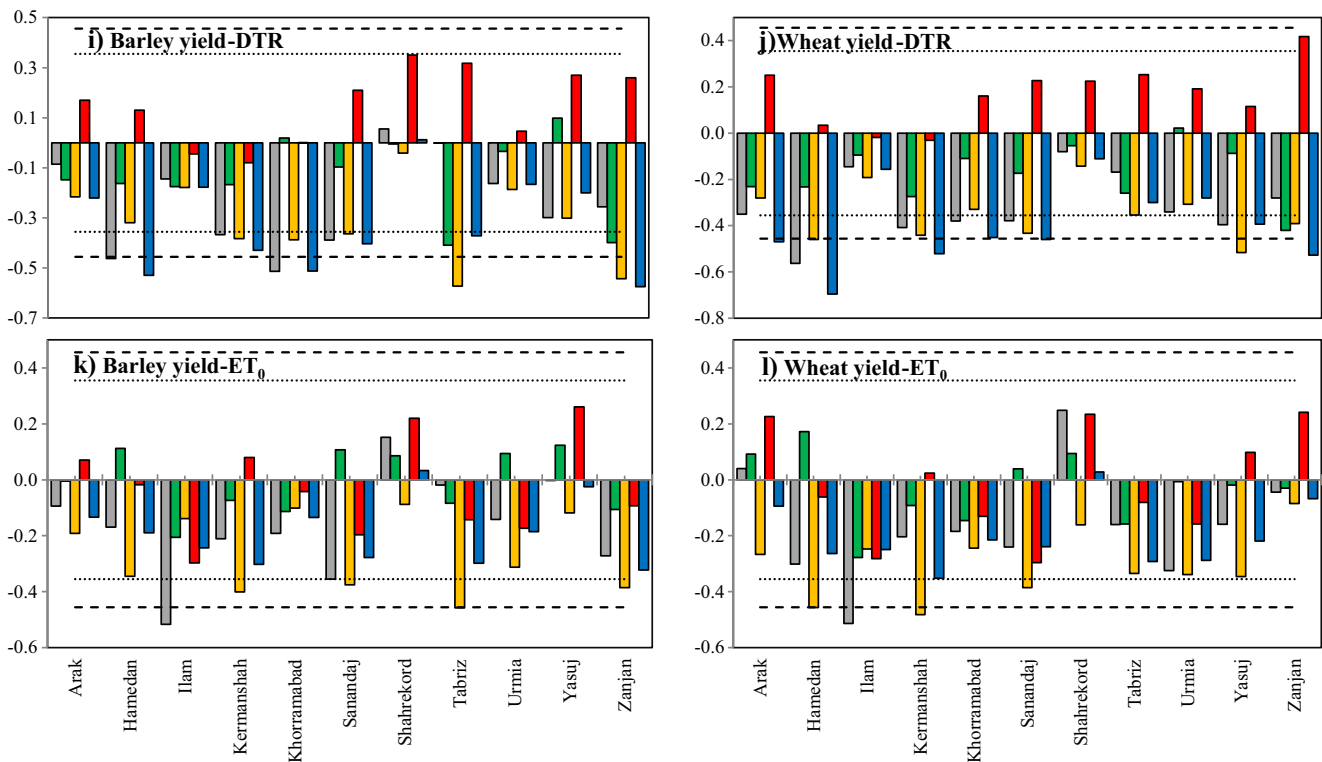 i) Barley yield-DTR
0.5
0.3
0.1
-0.1
-0.3
-0.5
-0.7
j)Wheat yield-DTR
0.4
0.2
0.0
-0.2
-0.4
-0.6
-0.8
k) Barley yield-ET₀
0.4
0.2
0.0
-0.2
-0.4
-0.6
Arak
Hamedan
Ilam
Kermanshah
Khorramabad
Sanandaj
Shahrekord
Tabriz
Urmia
Yasuj
Zanjan
l) Wheat yield-ET₀
0.4
0.2
0.0
-0.2
-0.4
-0.6
Arak
Hamedan
Ilam
Kermanshah
Khorramabad
Sanandaj
Shahrekord
Tabriz
Urmia
Yasuj
Zanjan